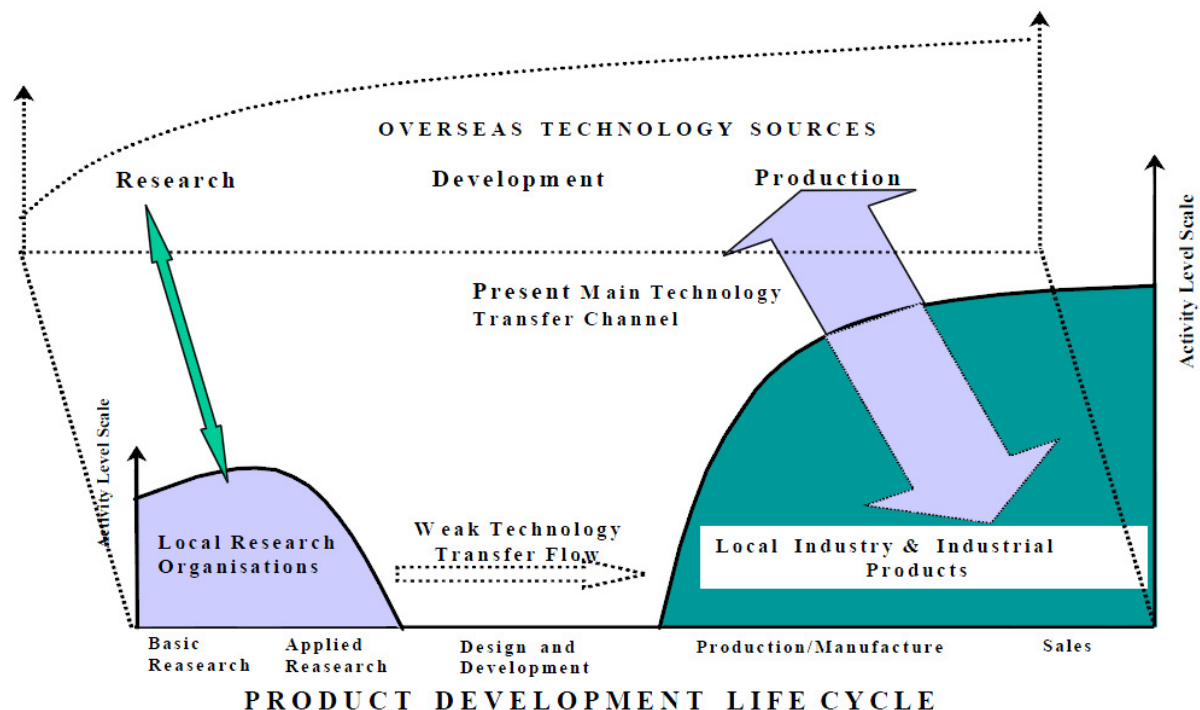 OVERSEAS TECHNOLOGY SOURCES
Research
Development
Production
Activity Level Scale
Present Main Technology
Transfer Channel
Activity Level Scale
Local Research
Organisations
Weak Technology
Transfer Flow
Local Industry & Industrial
Products
Basic
Reasearch
Applied
Reasearch
Design and
Development
Production/Manufacture
Sales
PRODUCT DEVELOPMENT LIFE CYCLE